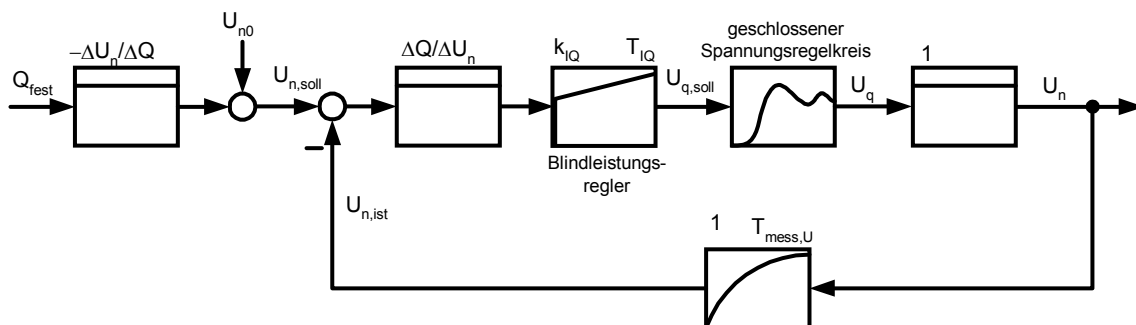 U_n0
geschlossener
Spannungsregelkreis
–ΔU_n/ΔQ
ΔQ/ΔU_n
k_IQ
T_IQ
1
Q_fest
U_n,soll
U_q,soll
U_q
U_n
–
Blindleistungs-
regler
U_n,ist
1
T_mess,U